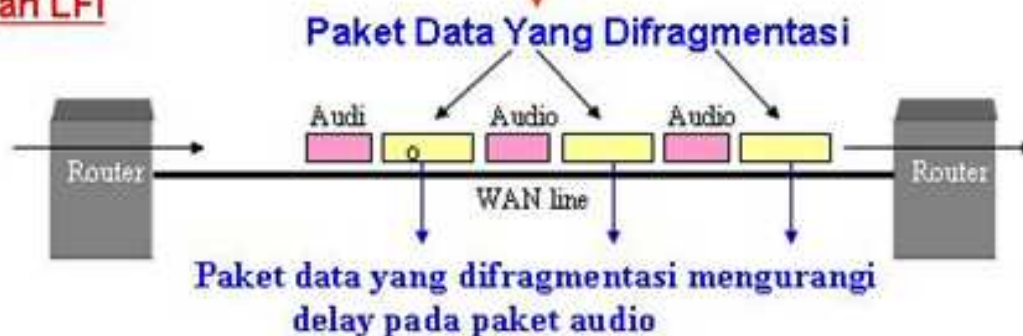 an LFI
Paket Data Yang Difragmentasi
Audi Audio Audio
o
Router Router
WAN line
Paket data yang difragmentasi mengurangi
delay pada paket audio